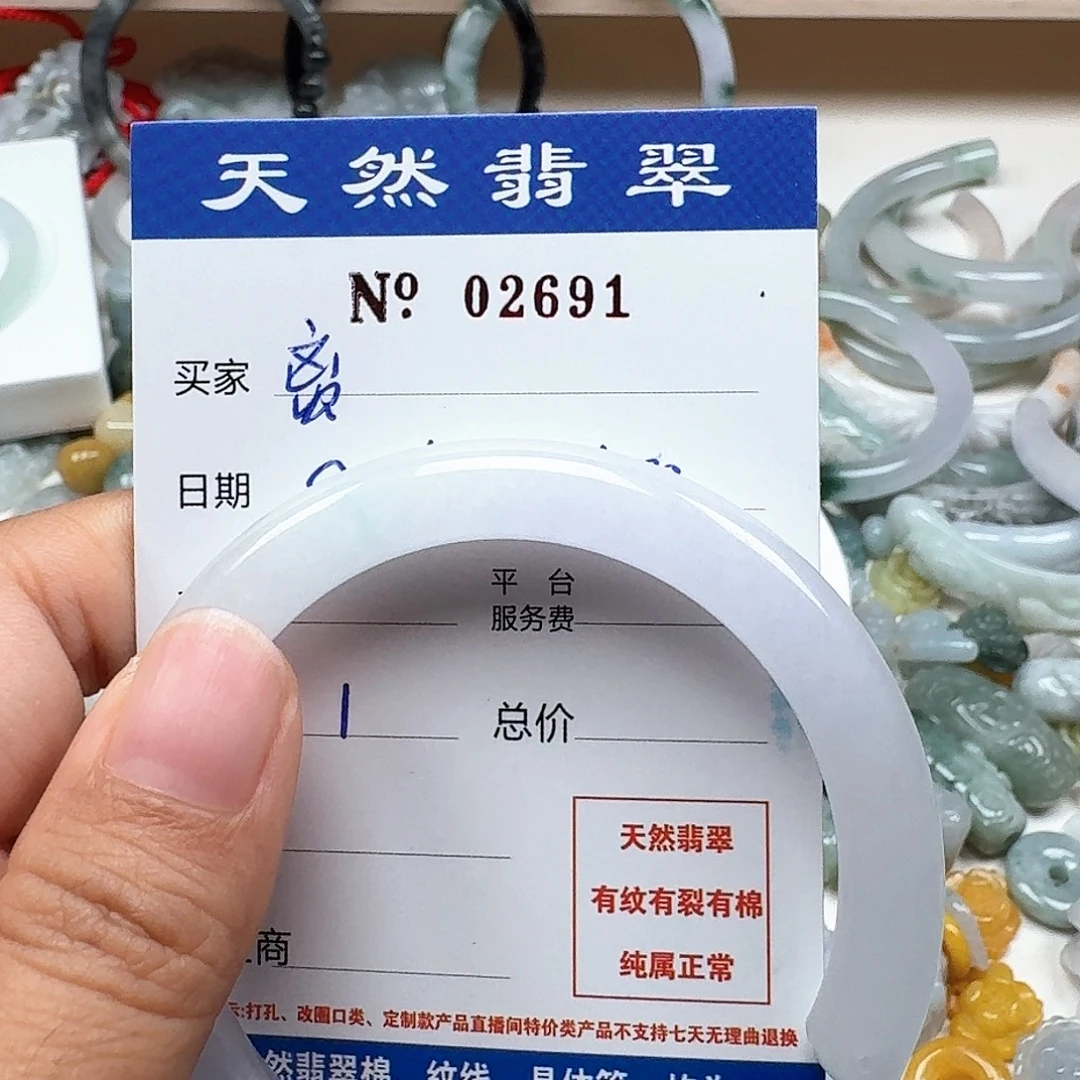 天然翡翠
Nº 02691
买家
日期
平台
服务费
总价
天然翡翠
有纹有裂有棉
纯属正常
商
:打孔、改圈口类、定制款产品直播间特价类产品不支持七天无理由退换
然翡翠棉 纹线